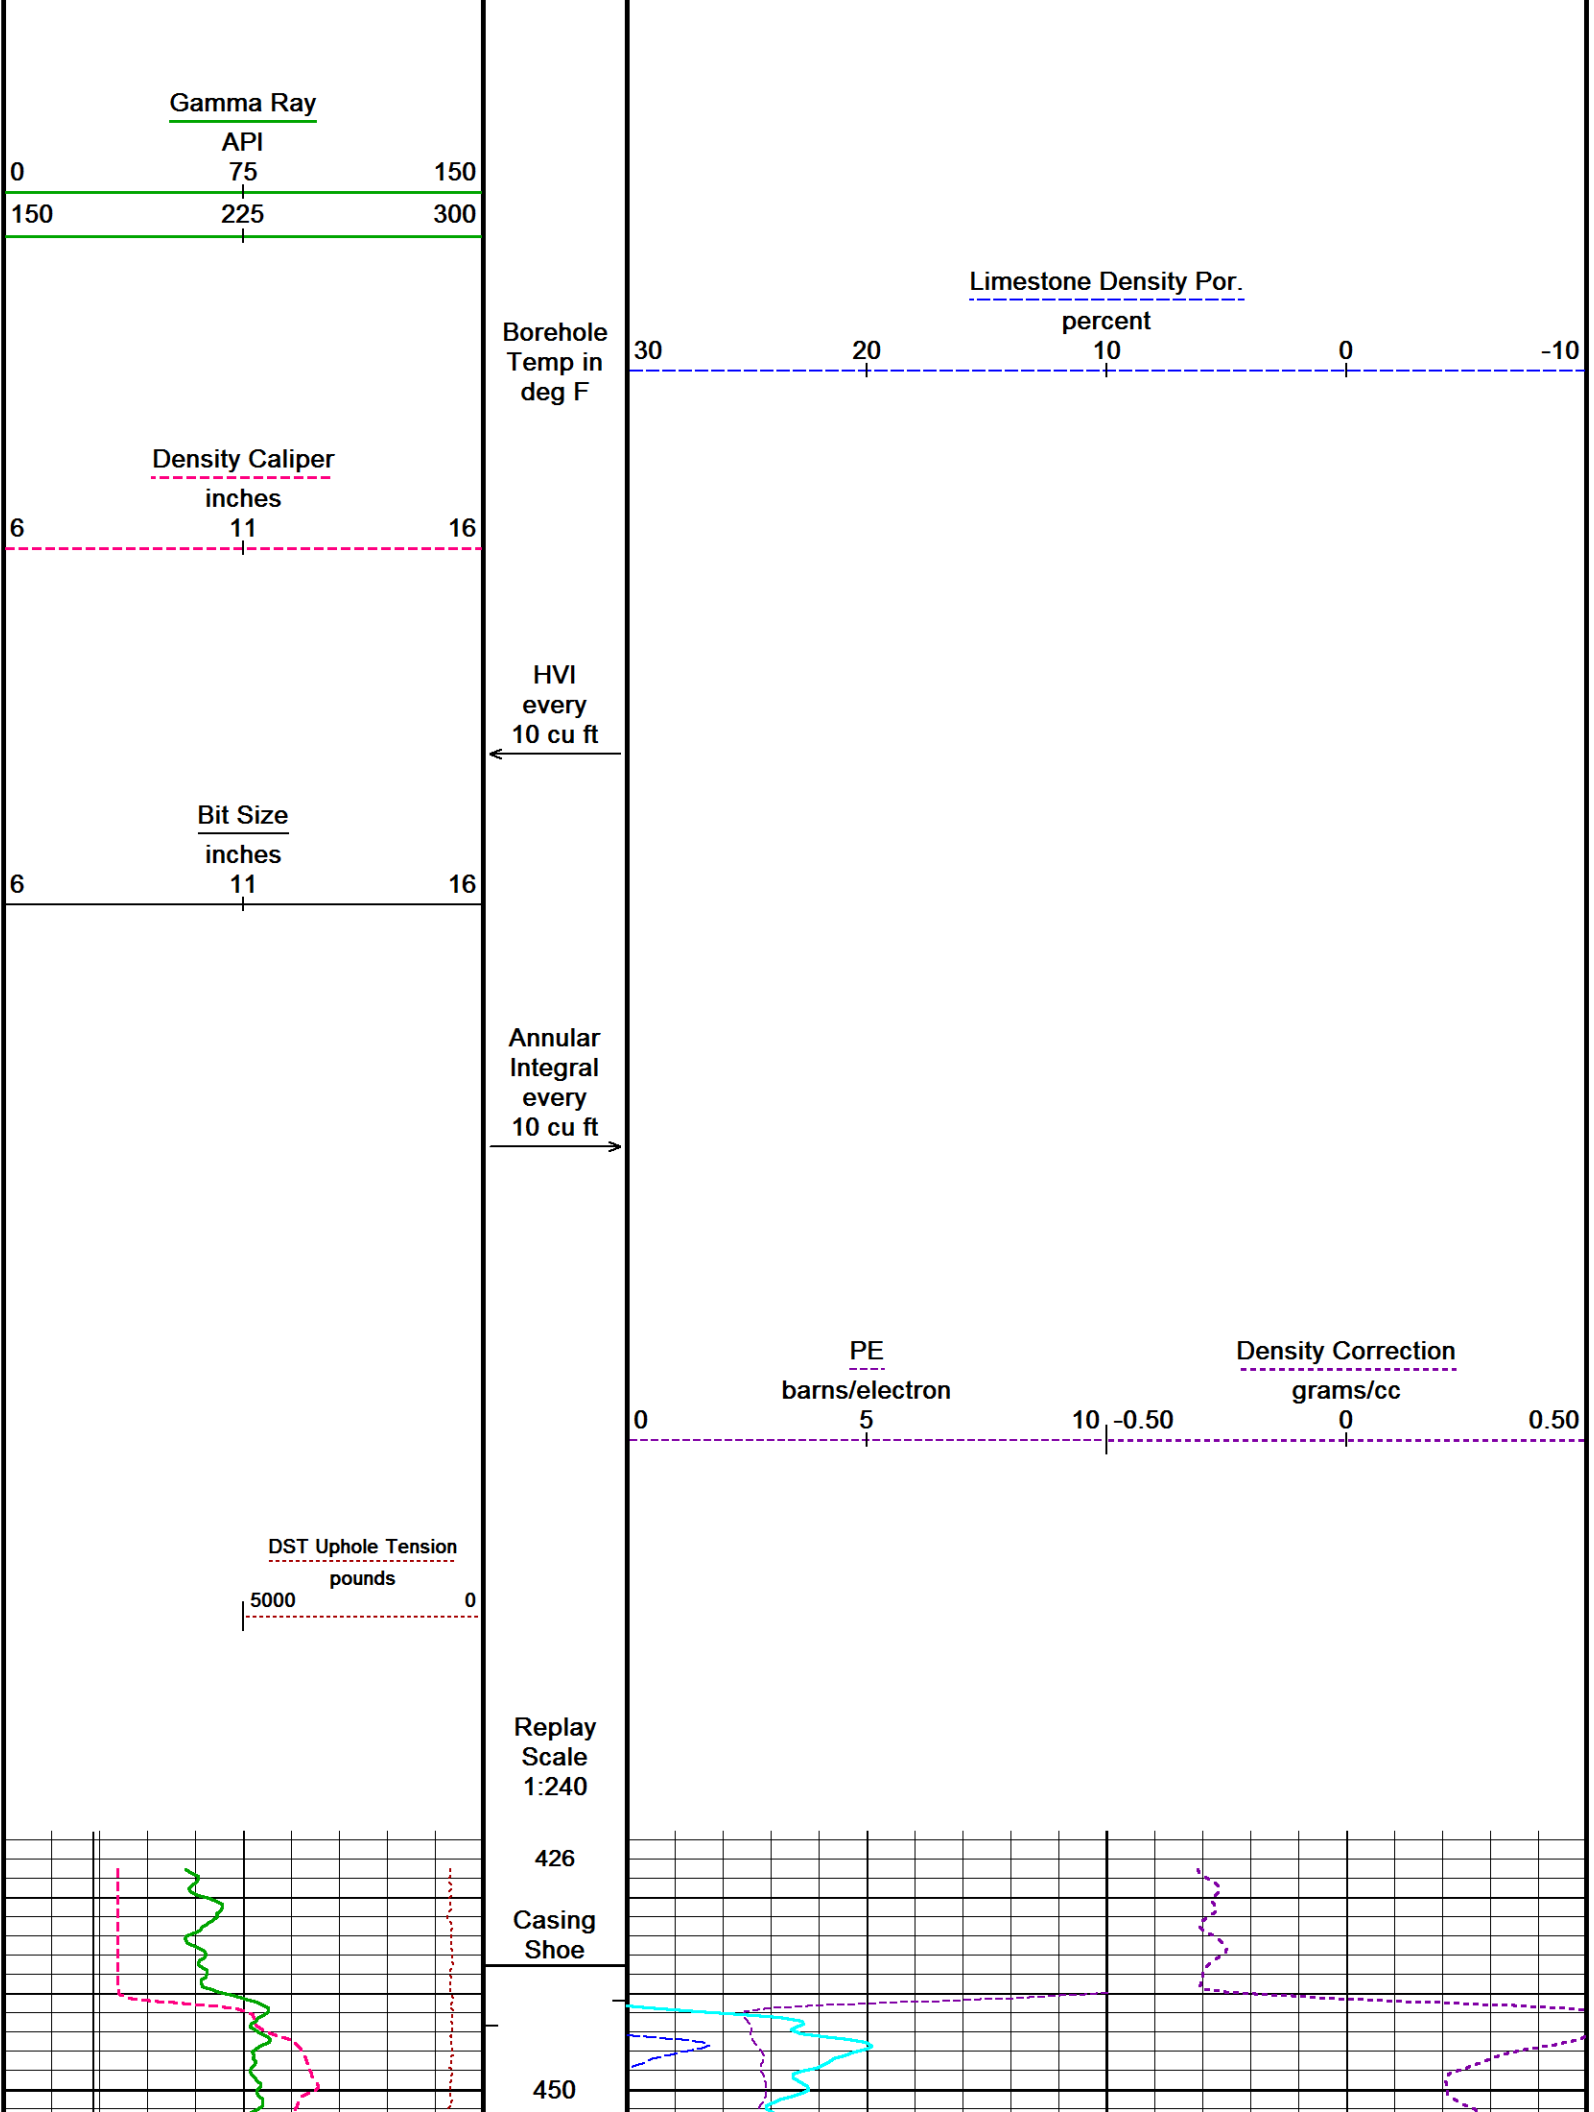 Gamma Ray
API
0 75 150
150 225 300
Limestone Density Por.
percent
30 20 10 0 -10
Borehole
Temp in
deg F
Density Caliper
inches
6 11 16
HVI
every
10 cu ft
Bit Size
inches
6 11 16
Annular
Integral
every
10 cu ft
PE
barns/electron
0 5 10
Density Correction
grams/cc
-0.50 0 0.50
DST Uphole Tension
pounds
5000 0
Replay
Scale
1:240
426
Casing
Shoe
450